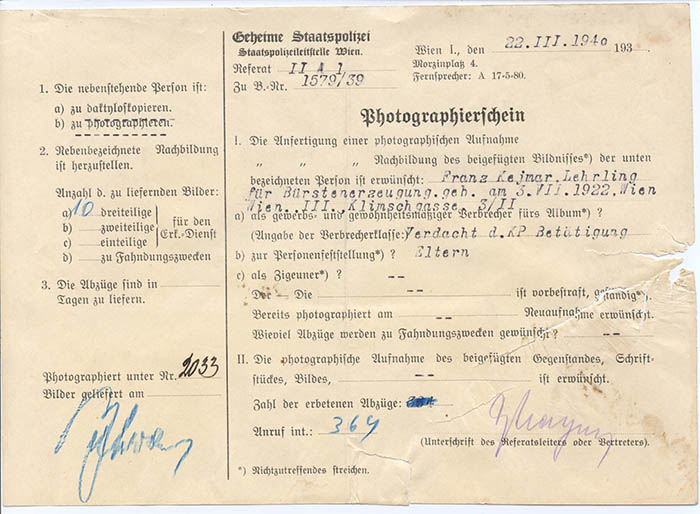 Geheime Staatspolizei
Staatspolizeileitstelle Wien.
Referat II A 1
Zu B.-Nr. 1579/39
Wien I., den 22.III.1940 193
Morzinplatz 4.
Fernsprecher: A 17-5-80.
1. Die nebenstehende Person ist:
a) zu daktyloskopieren.
b) zu photographieren.
2. Nebenbezeichnete Nachbildung
ist herzustellen.
Anzahl d. zu liefernden Bilder:
a) 10 dreiteilige
b) zweiteilige
c) einteilige
für den
Erk.-Dienst
d) zu Fahndungszwecken
3. Die Abzüge sind in
Tagen zu liefern.
Photographiert unter Nr. 2033
Bilder geliefert am
Photographierschein
I. Die Anfertigung einer photographischen Aufnahme
„ „ „ Nachbildung des beigefügten Bildnisses*) der unten
bezeichneten Person ist erwünscht: Franz Kejmar, Lehrling
für Bürstenerzeugung, geb. am 3.VII.1922, Wien
Wien, III, Klimschgasse 3/II
a) als gewerbs- und gewohnheitsmäßiger Verbrecher fürs Album*) ?
(Angabe der Verbrecherklasse: Verdacht d.KP Betätigung
b) zur Personenfeststellung*) ? Eltern
c) als Zigeuner*) ? --
Der - Die -- ist vorbestraft, geständig*).
Bereits photographiert am -- Neuaufnahme erwünscht.
Wieviel Abzüge werden zu Fahndungszwecken gewünscht ? --
II. Die photographische Aufnahme des beigefügten Gegenstandes, Schrift-
stückes, Bildes, -- ist erwünscht.
Zahl der erbetenen Abzüge:
Anruf int.: 364
(Unterschrift des Referatsleiters oder Vertreters).
*) Nichtzutreffendes streichen.